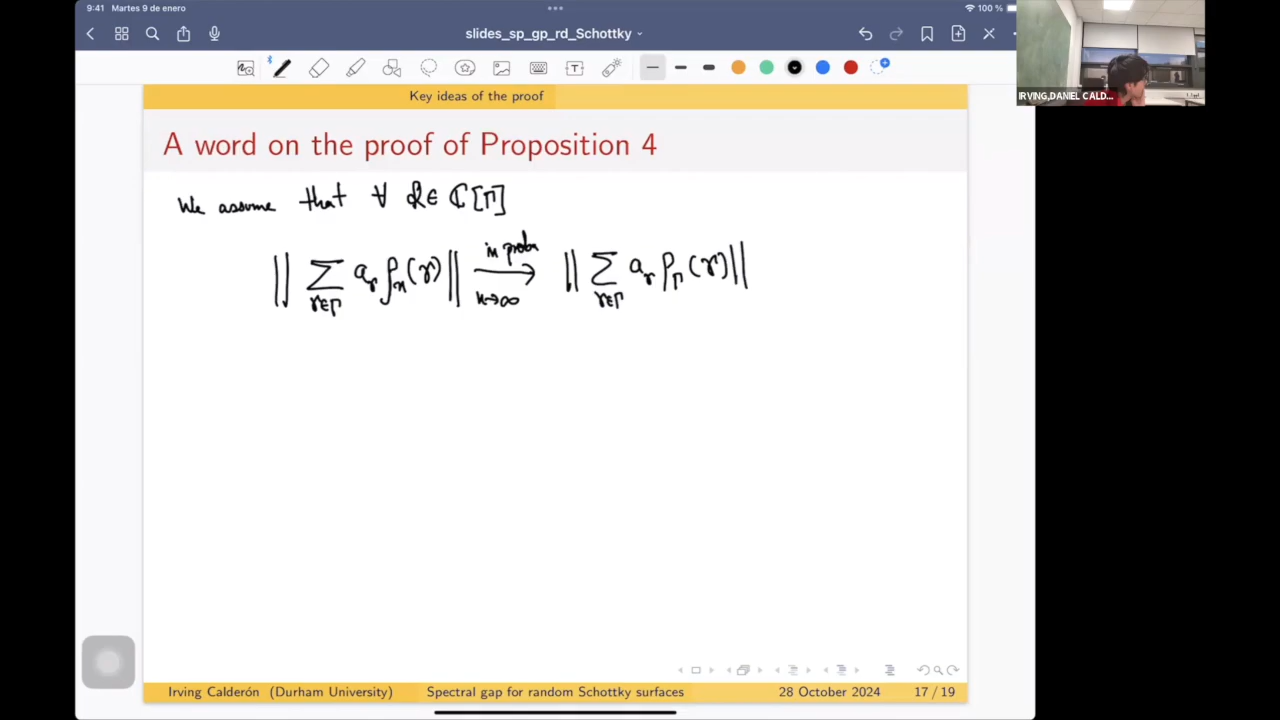 9:41 Martes 9 de enero
100 %
slides_sp_gp_rd_Schottky
IRVING,DANIEL CALD...
Key ideas of the proof
A word on the proof of Proposition 4
We assume that ∀ 𝓡 ∈ ℂ[Γ]
‖ ∑_{γ∈Γ} a_γ ρ_n(γ) ‖ →^{in proba}_{n→∞} ‖ ∑_{γ∈Γ} a_γ ρ_Γ(γ) ‖
Irving Calderón (Durham University) Spectral gap for random Schottky surfaces 28 October 2024 17 / 19